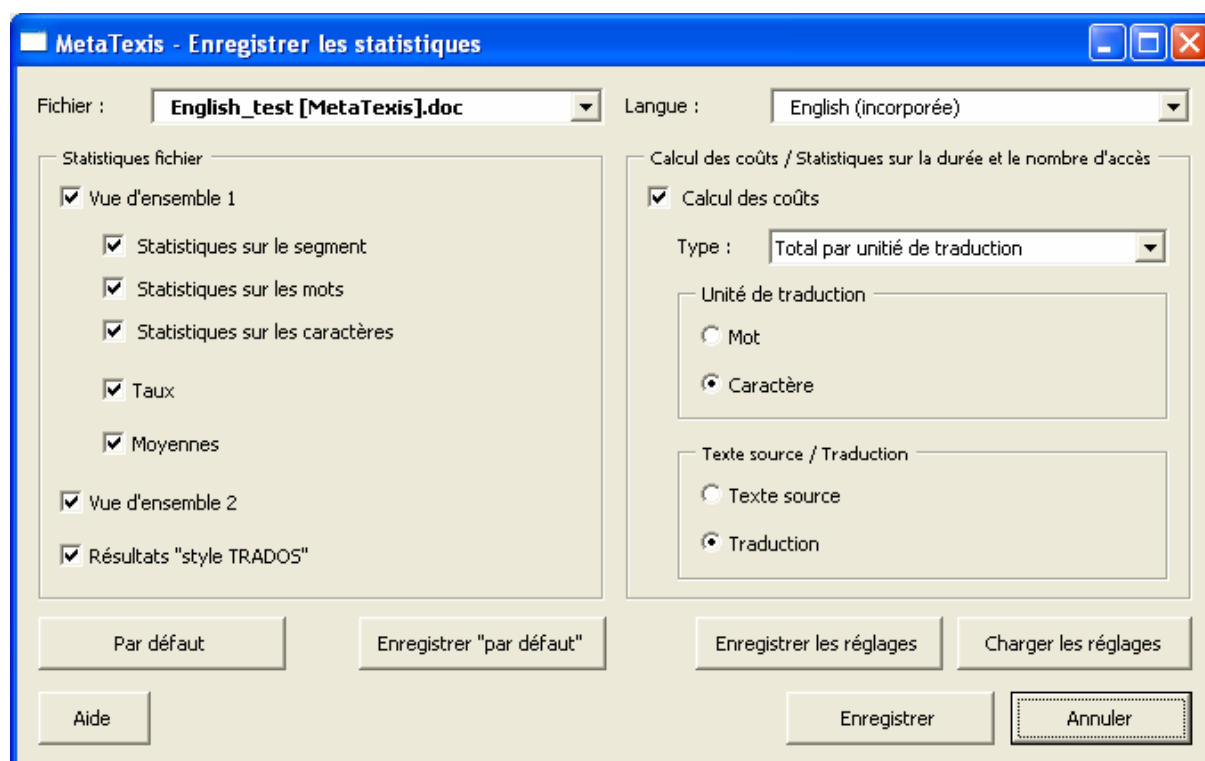 MetaTexis - Enregistrer les statistiques
Fichier : English_test [MetaTexis].doc
Langue : English (incorporée)
Statistiques fichier
Vue d'ensemble 1
Statistiques sur le segment
Statistiques sur les mots
Statistiques sur les caractères
Taux
Moyennes
Vue d'ensemble 2
Résultats "style TRADOS"
Calcul des coûts / Statistiques sur la durée et le nombre d'accès
Calcul des coûts
Type : Total par unitié de traduction
Unité de traduction
Mot
Caractère
Texte source / Traduction
Texte source
Traduction
Par défaut
Enregistrer "par défaut"
Enregistrer les réglages
Charger les réglages
Aide
Enregistrer
Annuler